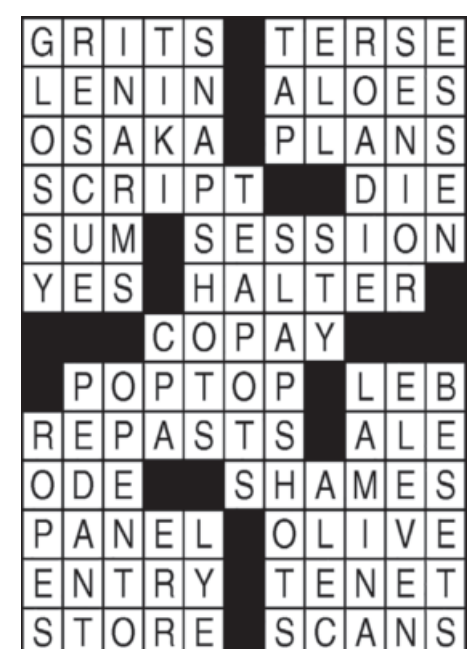 GRITS TERSE
LENIN ALOES
OSAKA PLANS
SCRIPT DIE
SUM SESSION
YES HALTER
COPAY
POPTOP LEB
REPASTS ALE
ODE SHAMES
PANEL OLIVE
ENTRY TENET
STORE SCANS